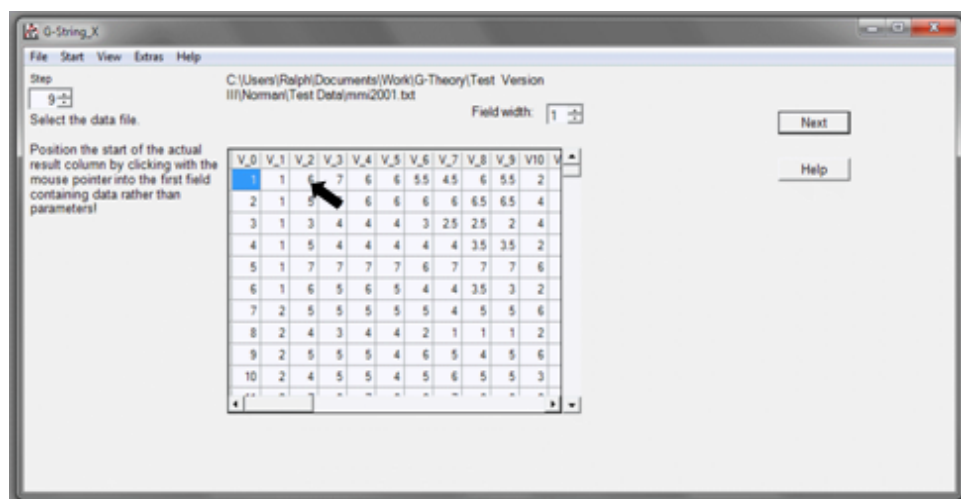 G-String_X
File Start View Extras Help
Step
9
Select the data file.
Position the start of the actual
result column by clicking with the
mouse pointer into the first field
containing data rather than
parameters!
C:\Users\Ralph\Documents\Work\G-Theory\Test Version
III\Norman\Test Data\mmi2001.txt
Field width: 1
Next
Help
V_0 V_1 V_2 V_3 V_4 V_5 V_6 V_7 V_8 V_9 V10 V
1 1 6 7 6 6 5.5 4.5 6 5.5 2
2 1 5 6 6 6 6 6.5 6.5 4
3 1 3 4 4 4 3 2.5 2.5 2 4
4 1 5 4 4 4 4 4 3.5 3.5 2
5 1 7 7 7 7 6 7 7 7 6
6 1 6 5 6 5 4 4 3.5 3 2
7 2 5 5 5 5 5 4 5 5 6
8 2 4 3 4 4 2 1 1 1 2
9 2 5 5 5 4 6 5 4 5 6
10 2 4 5 5 4 5 6 5 5 3